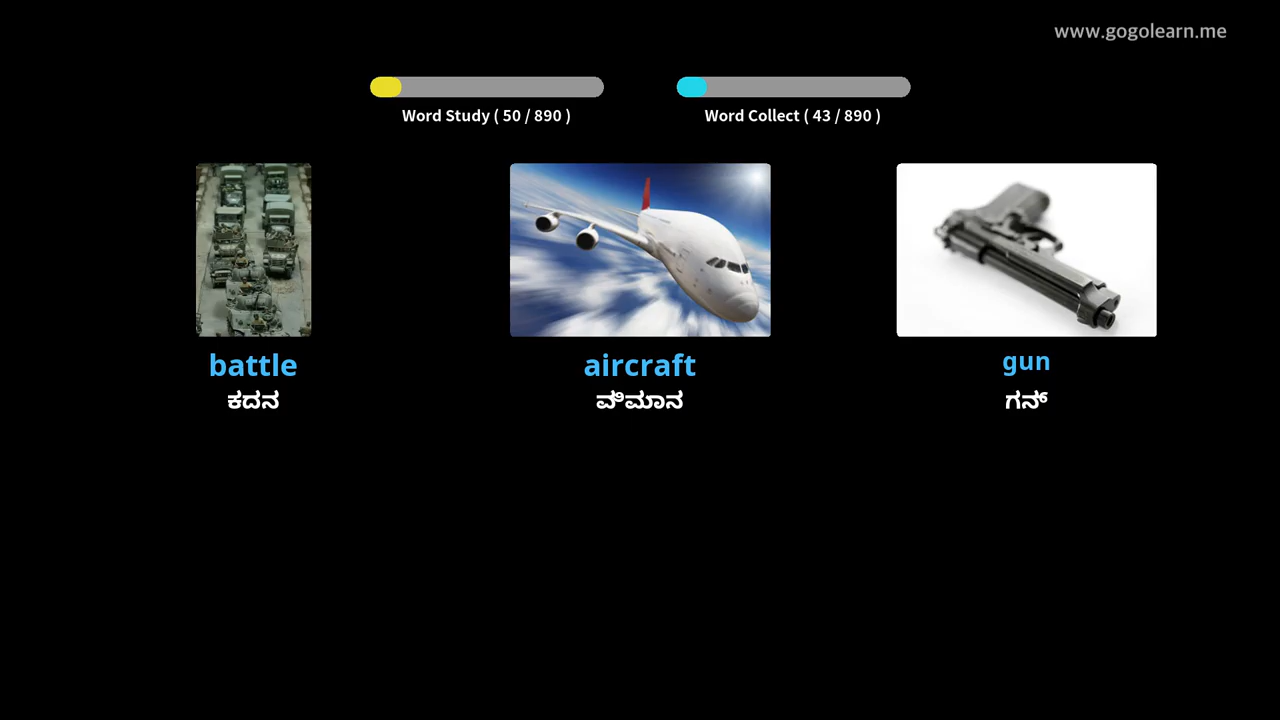 www.gogolearn.me
Word Study ( 50 / 890 )
Word Collect ( 43 / 890 )
battle
aircraft
gun
ಕದನ
ವಿಮಾನ
ಗನ್